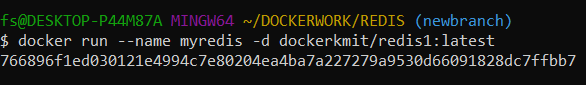 fs@DESKTOP-P44M87A MINGW64 ~/DOCKERWORK/REDIS (newbranch)
$ docker run --name myredis -d dockerkmit/redis1:latest
766896f1ed030121e4994c7e80204ea4ba7a227279a9530d66091828dc7ffbb7